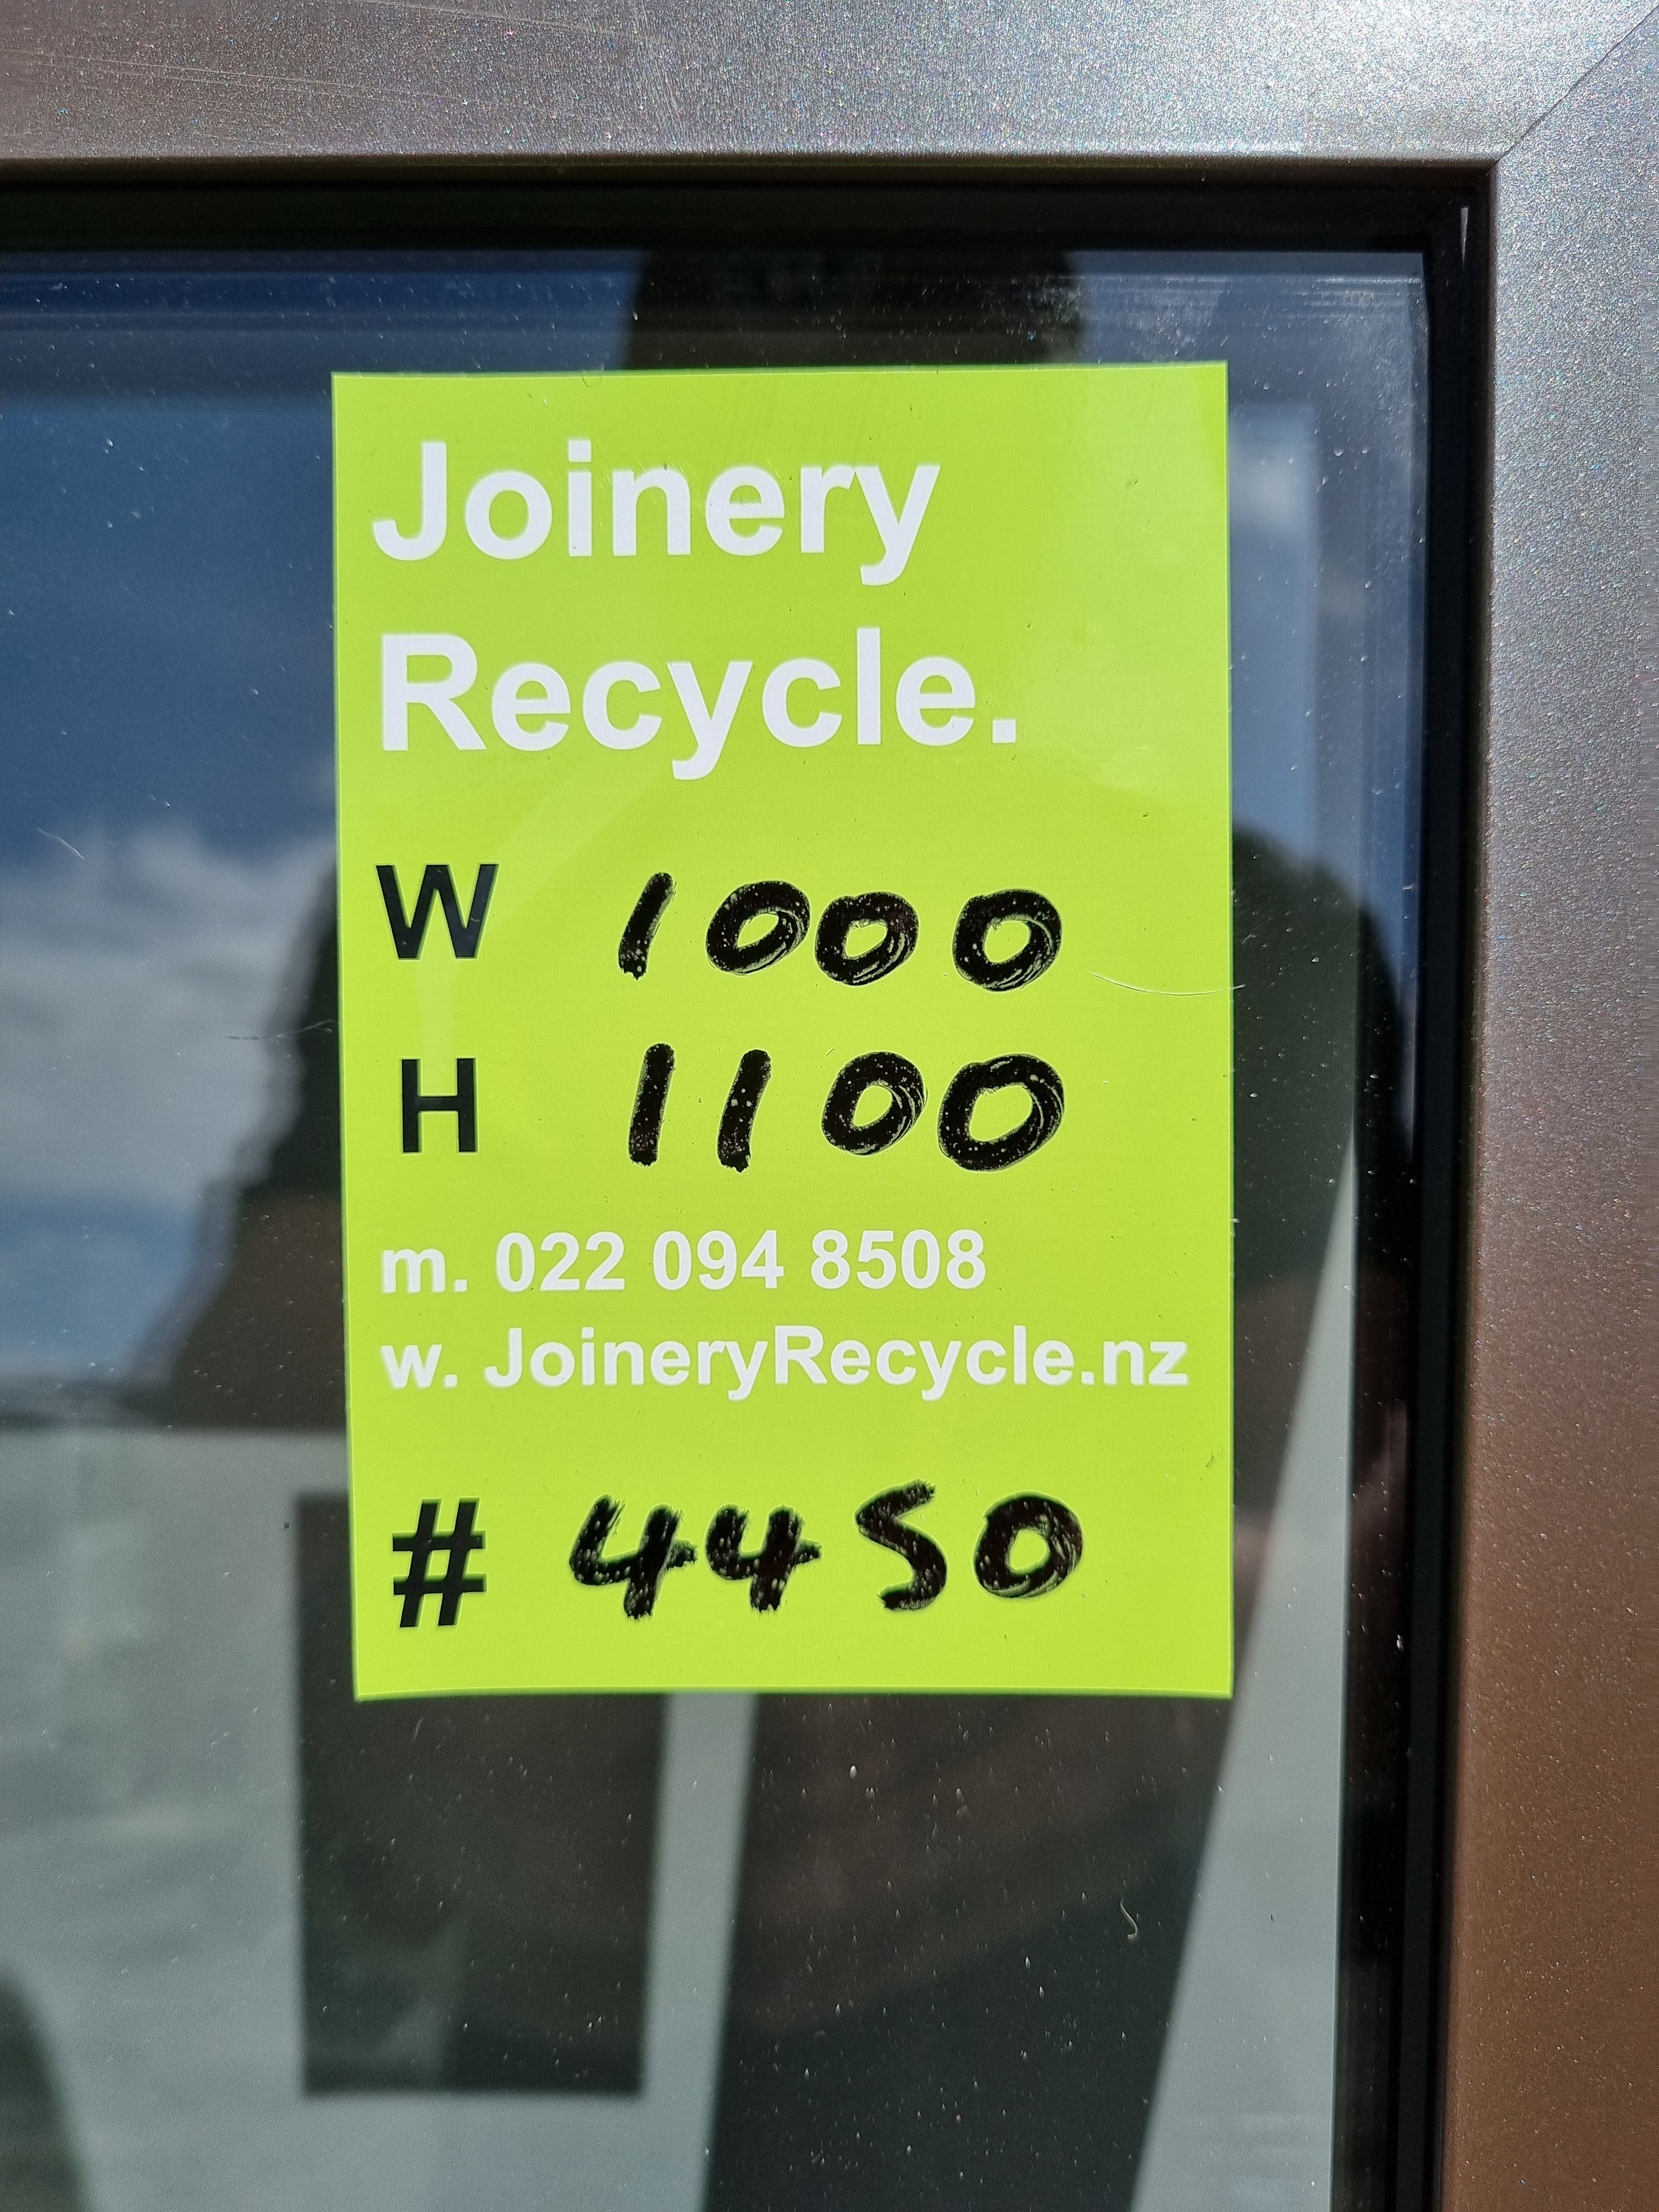 Joinery
Recycle.
W 1000
H 1100
m. 022 094 8508
w. JoineryRecycle.nz
# 4450